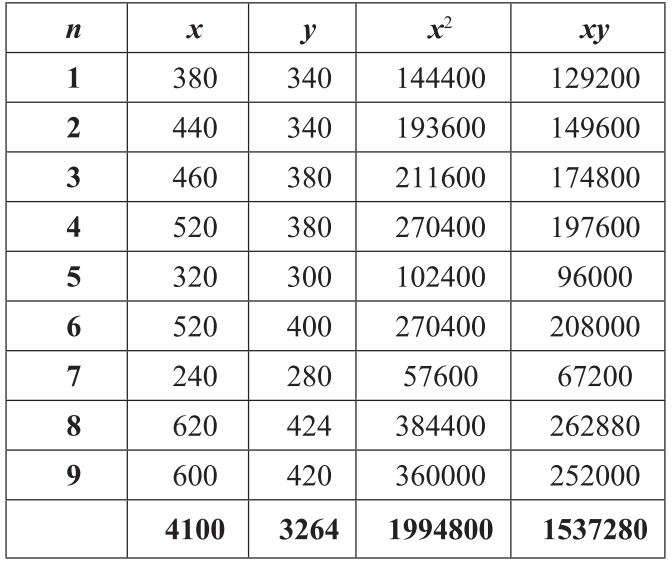 n x y x² xy
1 380 340 144400 129200
2 440 340 193600 149600
3 460 380 211600 174800
4 520 380 270400 197600
5 320 300 102400 96000
6 520 400 270400 208000
7 240 280 57600 67200
8 620 424 384400 262880
9 600 420 360000 252000
4100 3264 1994800 1537280